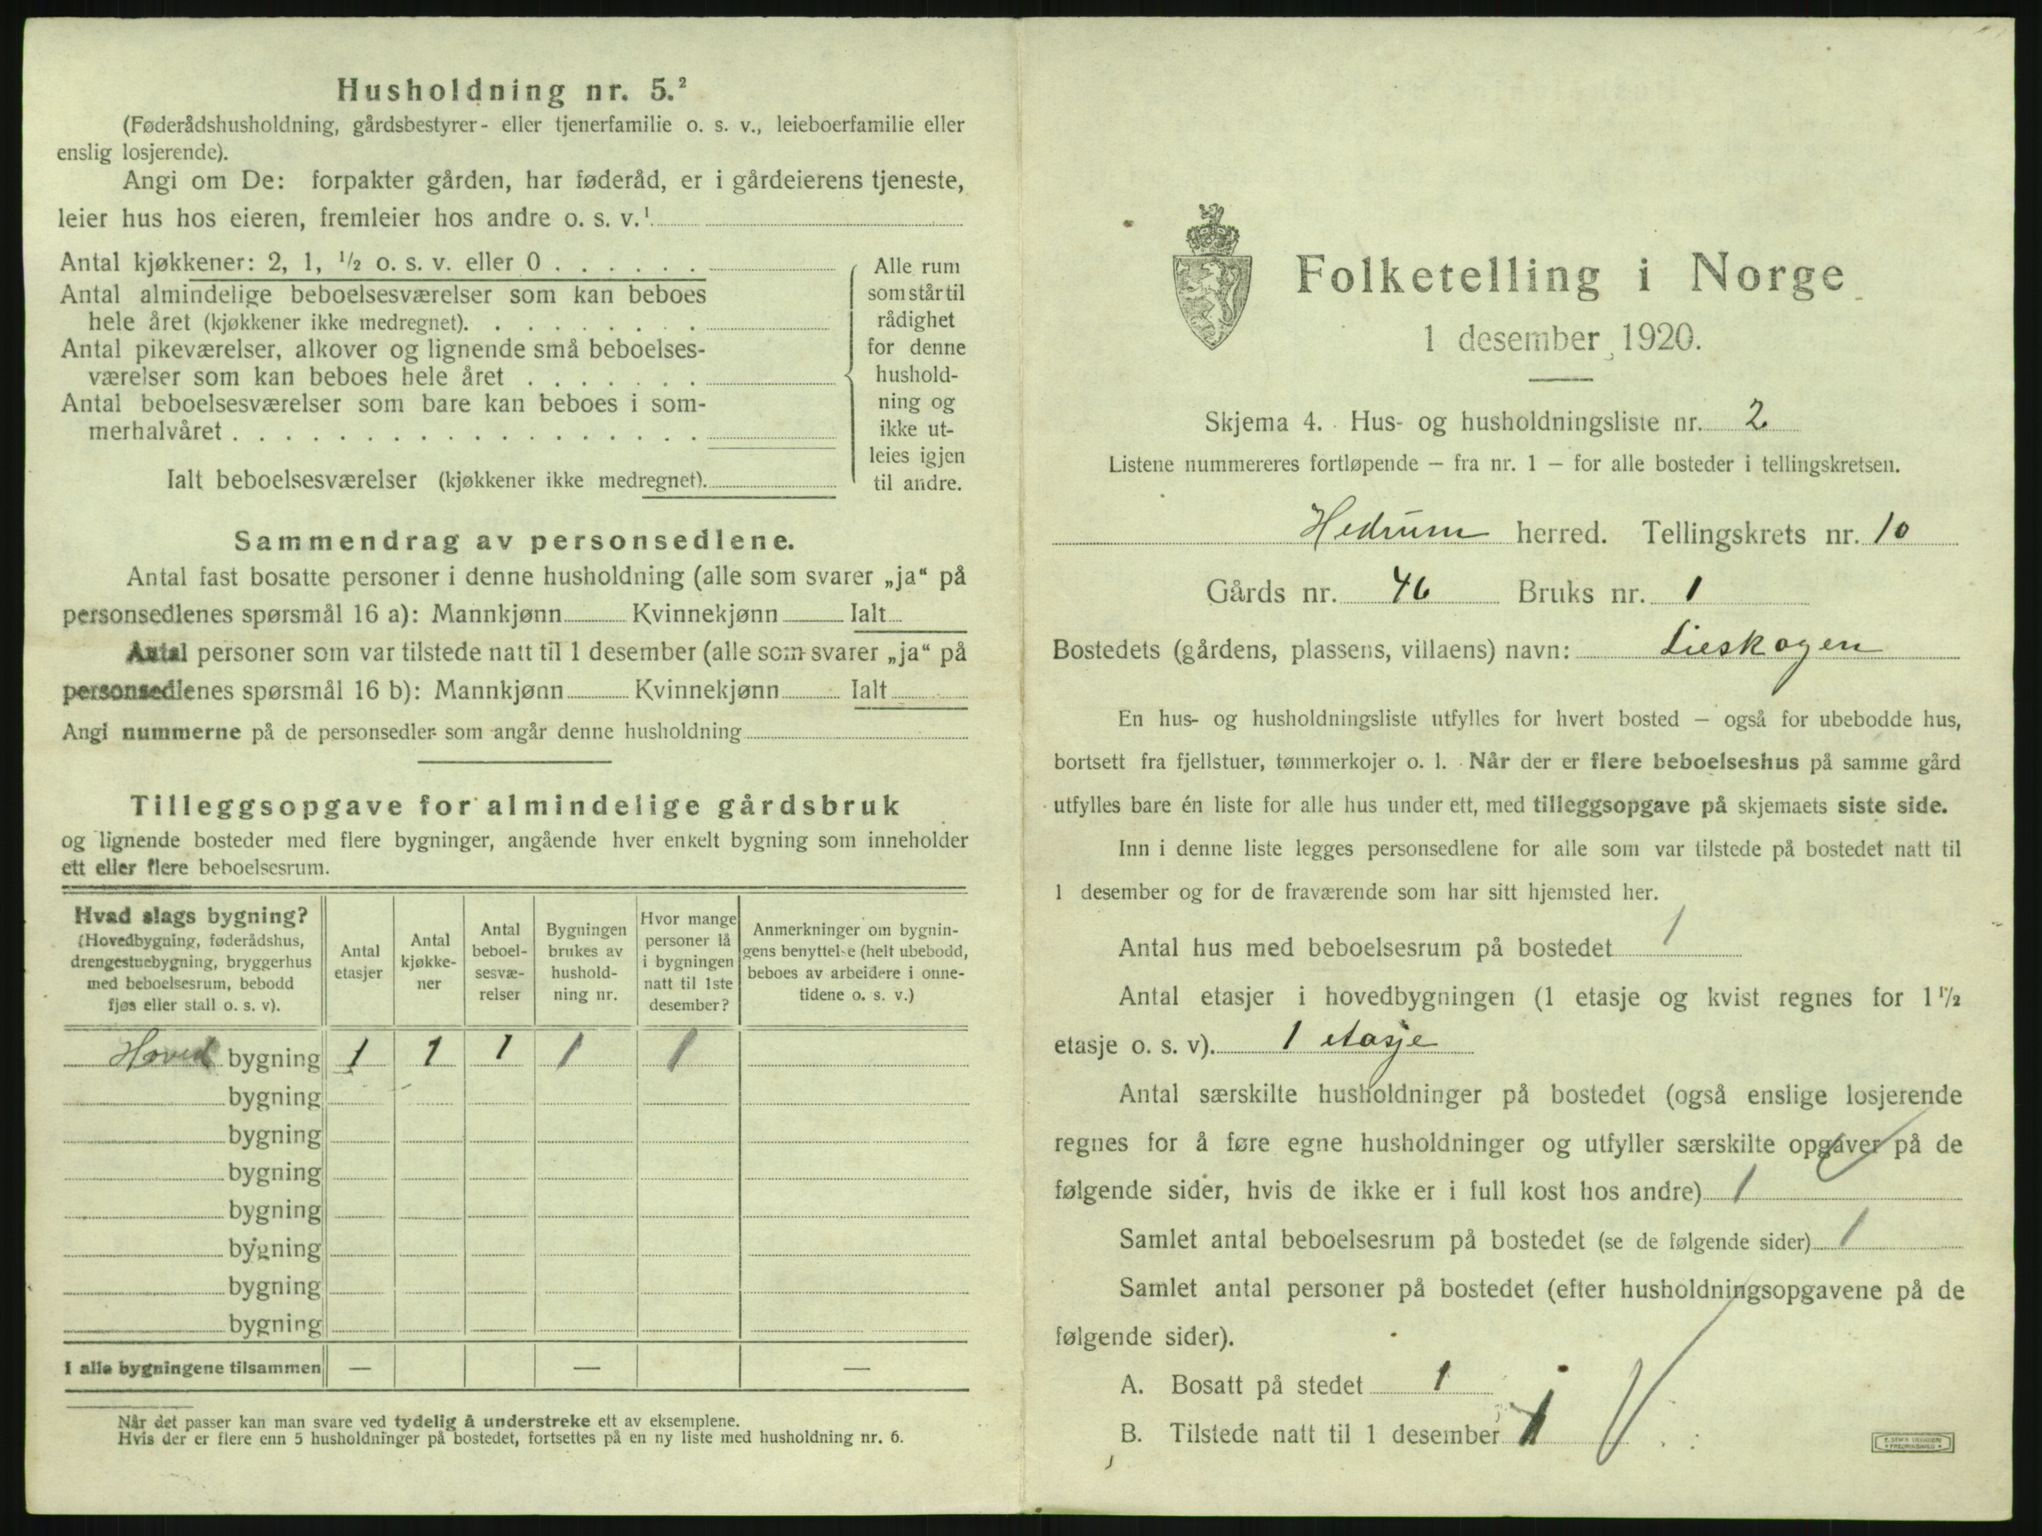 Husholdning nr. 5.²
(Føderådshusholdning, gårdsbestyrer- eller tjenerfamilie o. s. v., leieboerfamilie eller
enslig losjerende).
Angi om De: forpakter gården, har føderåd, er i gårdeierens tjeneste,
leier hus hos eieren, fremleier hos andre o. s. v.¹
Antal kjøkkener: 2, 1, ½ o. s. v. eller 0 . . . . . .
Antal almindelige beboelsesværelser som kan beboes
hele året (kjøkkener ikke medregnet). . . . . . . . .
Antal pikeværelser, alkover og lignende små beboelses-
værelser som kan beboes hele året . . . . . . .
Antal beboelsesværelser som bare kan beboes i som-
merhalvåret . . . . . . . . . . . . . . . . . .
Ialt beboelsesværelser (kjøkkener ikke medregnet).
Alle rum
som står til
rådighet
for denne
hushold-
ning og
ikke ut-
leies igjen
til andre.
Sammendrag av personsedlene.
Antal fast bosatte personer i denne husholdning (alle som svarer „ja“ på
personsedlenes spørsmål 16 a): Mannkjønn Kvinnekjønn Ialt
Antal personer som var tilstede natt til 1 desember (alle som svarer „ja“ på
personsedlenes spørsmål 16 b): Mannkjønn Kvinnekjønn Ialt
Angi nummerne på de personsedler som angår denne husholdning
Tilleggsopgave for almindelige gårdsbruk
og lignende bosteder med flere bygninger, angående hver enkelt bygning som inneholder
ett eller flere beboelsesrum.
Hvad slags bygning?
(Hovedbygning, føderådshus,
drengestuebygning, bryggerhus
med beboelsesrum, bebodd
fjøs eller stall o. s. v).
Antal
etasjer
Antal
kjøkke-
ner
Antal
beboel-
sesvæ-
relser
Bygningen
brukes av
hushold-
ning nr.
Hvor mange
personer lå
i bygningen
natt til 1ste
desember?
Anmerkninger om bygnin-
gens benyttelse (helt ubebodd,
beboes av arbeidere i onne-
tidene o. s. v.)
Hoved bygning 1 1 1 1 1
bygning
bygning
bygning
bygning
bygning
bygning
bygning
I alle bygningene tilsammen — — —
Når det passer kan man svare ved tydelig å understreke ett av eksemplene.
Hvis der er flere enn 5 husholdninger på bostedet, fortsettes på en ny liste med husholdning nr. 6.
Folketelling i Norge
1 desember 1920.
Skjema 4. Hus- og husholdningsliste nr. 2
Listene nummereres fortløpende – fra nr. 1 – for alle bosteder i tellingskretsen.
Hedrum herred. Tellingskrets nr. 10
Gårds nr. 46 Bruks nr. 1
Bostedets (gårdens, plassens, villaens) navn: Lieskogen
En hus- og husholdningsliste utfylles for hvert bosted – også for ubebodde hus,
bortsett fra fjellstuer, tømmerkojer o. l. Når der er flere beboelseshus på samme gård
utfylles bare én liste for alle hus under ett, med tilleggsopgave på skjemaets siste side.
Inn i denne liste legges personsedlene for alle som var tilstede på bostedet natt til
1 desember og for de fraværende som har sitt hjemsted her.
Antal hus med beboelsesrum på bostedet 1
Antal etasjer i hovedbygningen (1 etasje og kvist regnes for 1½
etasje o. s. v). 1 etasje
Antal særskilte husholdninger på bostedet (også enslige losjerende
regnes for å føre egne husholdninger og utfyller særskilte opgaver på de
følgende sider, hvis de ikke er i full kost hos andre) 1
Samlet antal beboelsesrum på bostedet (se de følgende sider) 1
Samlet antal personer på bostedet (efter husholdningsopgavene på de
følgende sider).
A. Bosatt på stedet 1
B. Tilstede natt til 1 desember 1